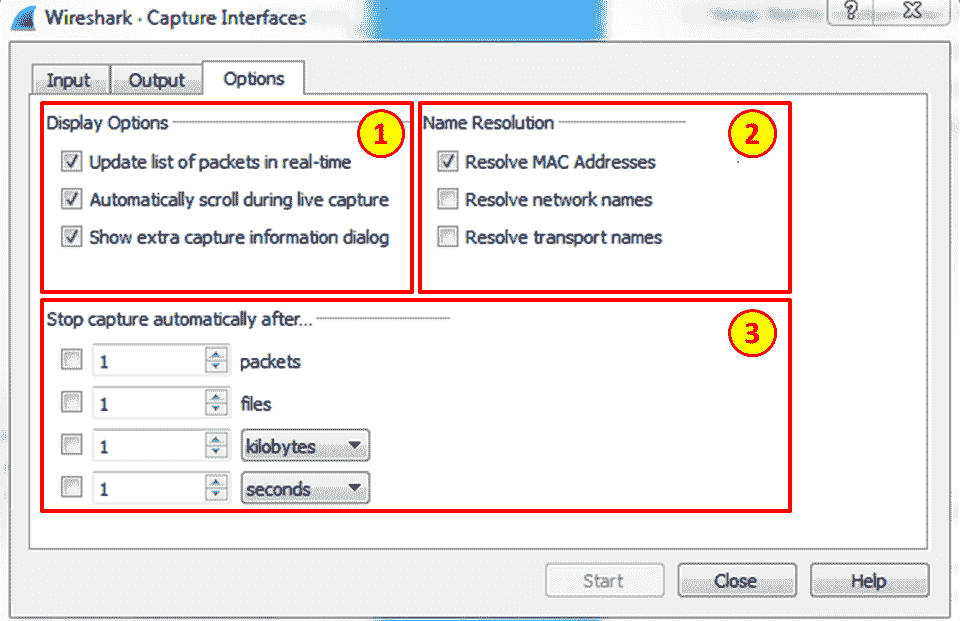 Wireshark · Capture Interfaces
Input Output Options
Display Options
1
Update list of packets in real-time
Automatically scroll during live capture
Show extra capture information dialog
Name Resolution
2
Resolve MAC Addresses
Resolve network names
Resolve transport names
Stop capture automatically after...
3
1 packets
1 files
1 kilobytes
1 seconds
Start Close Help